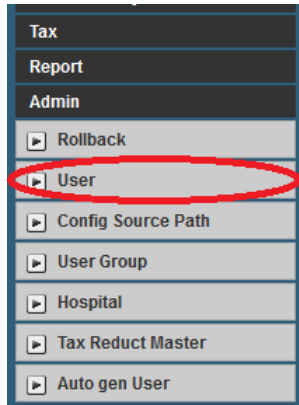 Tax
Report
Admin
Rollback
User
Config Source Path
User Group
Hospital
Tax Reduct Master
Auto gen User